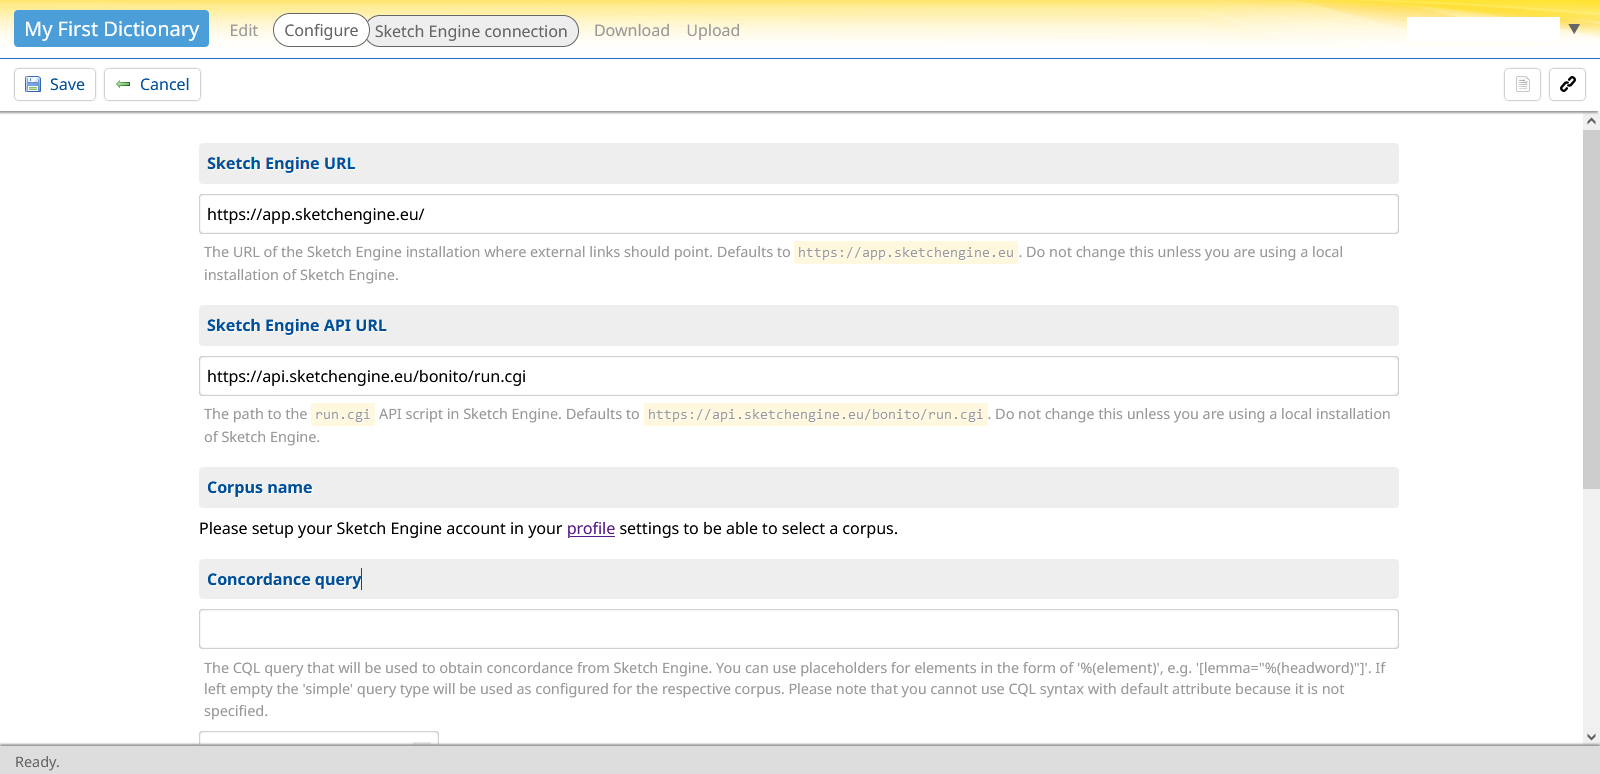 My First Dictionary Edit Configure Sketch Engine connection Download Upload ▼
Save Cancel
Sketch Engine URL
https://app.sketchengine.eu/
The URL of the Sketch Engine installation where external links should point. Defaults to https://app.sketchengine.eu. Do not change this unless you are using a local
installation of Sketch Engine.
Sketch Engine API URL
https://api.sketchengine.eu/bonito/run.cgi
The path to the run.cgi API script in Sketch Engine. Defaults to https://api.sketchengine.eu/bonito/run.cgi. Do not change this unless you are using a local installation
of Sketch Engine.
Corpus name
Please setup your Sketch Engine account in your profile settings to be able to select a corpus.
Concordance query
The CQL query that will be used to obtain concordance from Sketch Engine. You can use placeholders for elements in the form of '%(element)', e.g. '[lemma="%(headword)"]'. If
left empty the 'simple' query type will be used as configured for the respective corpus. Please note that you cannot use CQL syntax with default attribute because it is not
specified.
Ready.